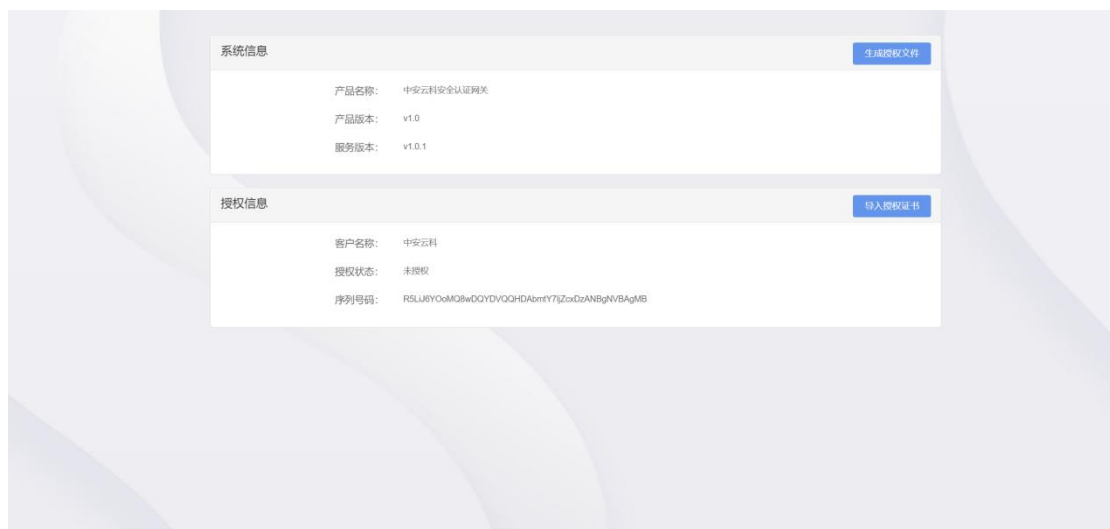 系统信息
生成授权文件
产品名称： 中安云科安全认证网关
产品版本： v1.0
服务版本： v1.0.1
授权信息
导入授权证书
客户名称： 中安云科
授权状态： 未授权
序列号码：